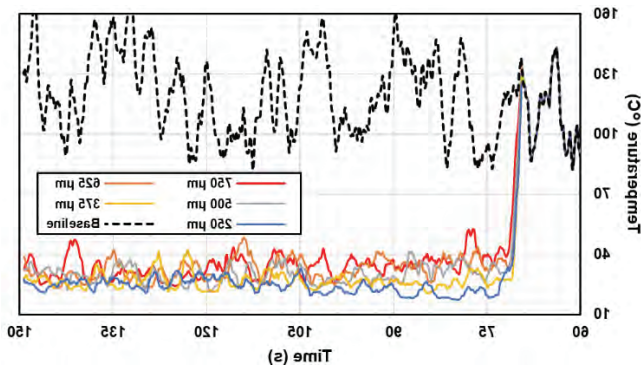 Temperature (°C)
160
130
100
70
40
10
750 µm 625 µm
500 µm 375 µm
250 µm Baseline
60 75 90 105 120 135 150
Time (s)